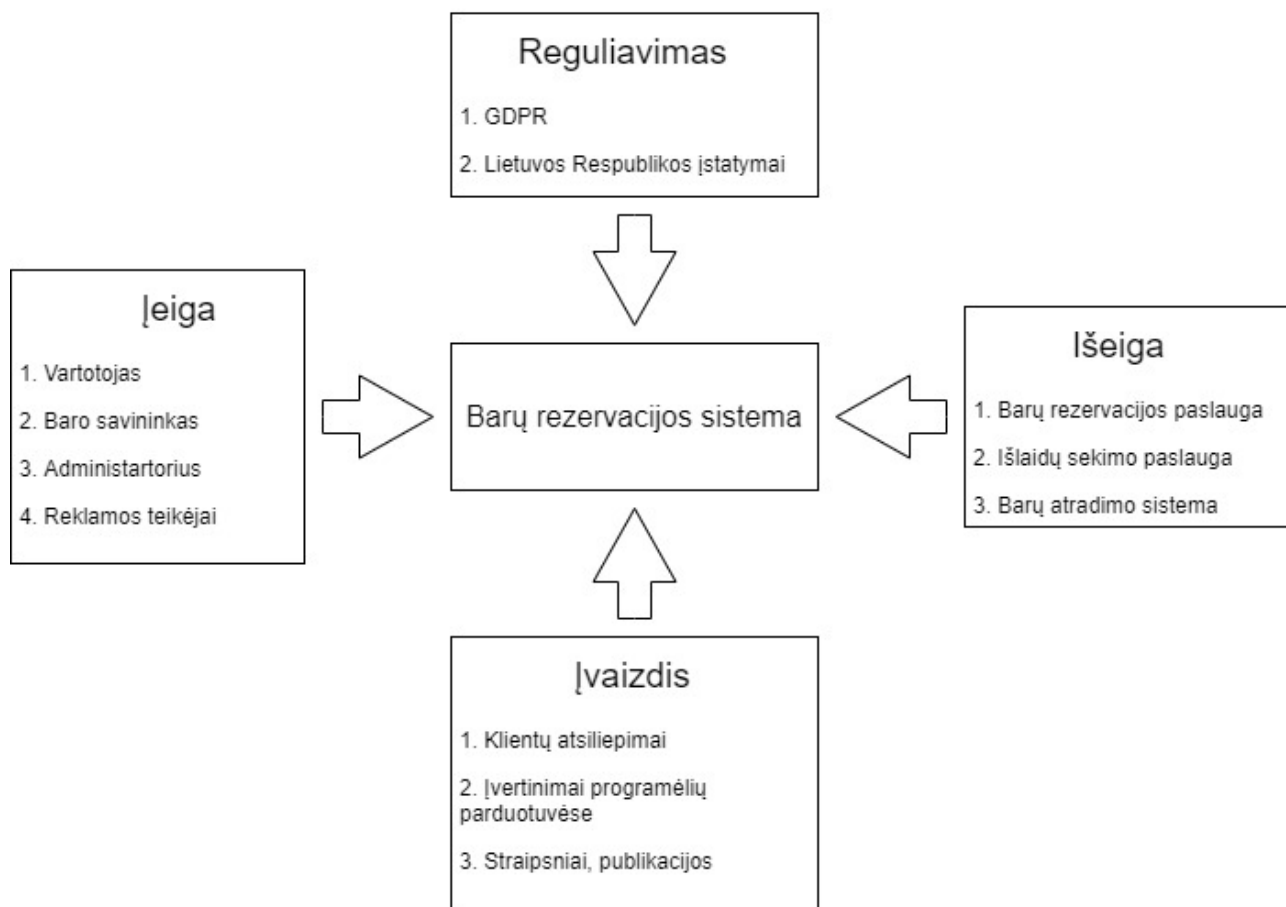 Reguliavimas
1. GDPR
2. Lietuvos Respublikos įstatymai
Įeiga
1. Vartotojas
2. Baro savininkas
3. Administartorius
4. Reklamos teikėjai
Barų rezervacijos sistema
Išeiga
1. Barų rezervacijos paslauga
2. Išlaidų sekimo paslauga
3. Barų atradimo sistema
Įvaizdis
1. Klientų atsiliepimai
2. Įvertinimai programėlių
parduotuvėse
3. Straipsniai, publikacijos